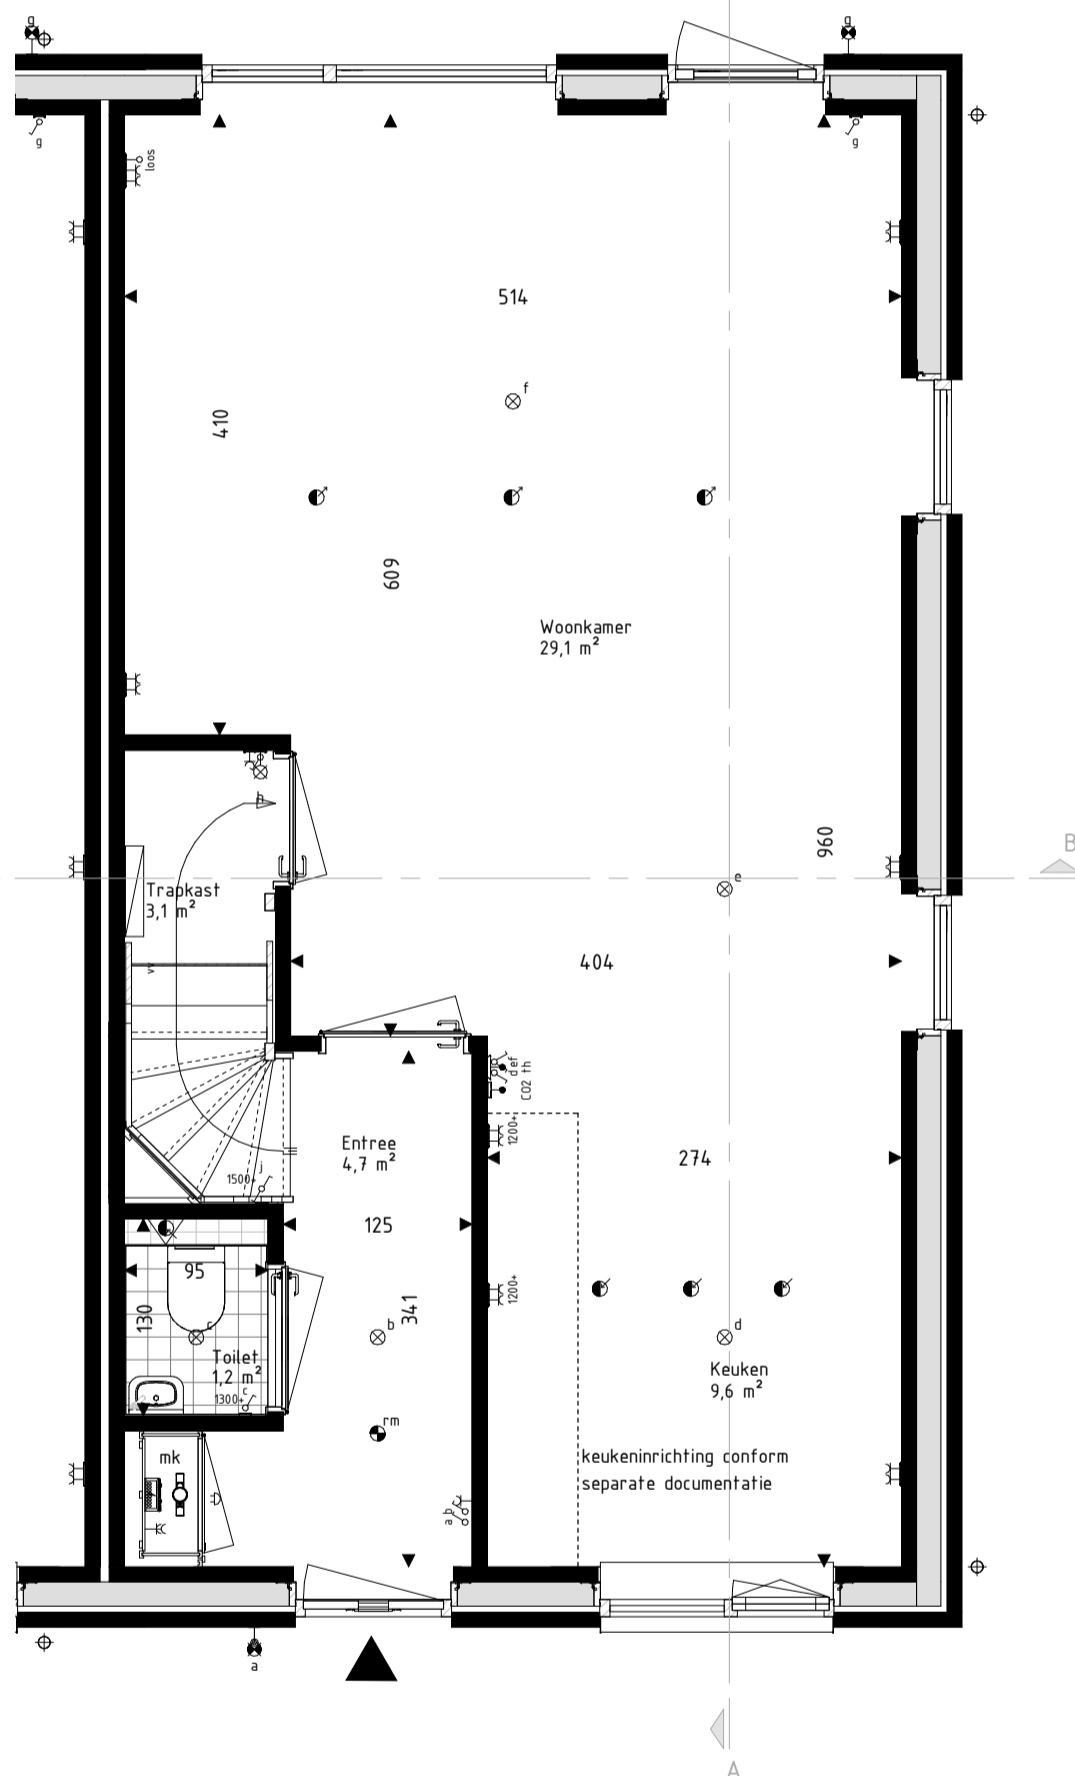 g
g
g
g
loos
514
f
410
609
Woonkamer
29,1 m²
960
B
h
Trapkast
3,1 m²
e
vv
404
d e f
CO2 th
1200+
Entree
4,7 m²
274
j
1500+
125
95
130
341
1200+
c
b
d
Toilet
1,2 m²
c
1300+
Keuken
9,6 m²
rm
mk
keukeninrichting conform
separate documentatie
a b
a
A